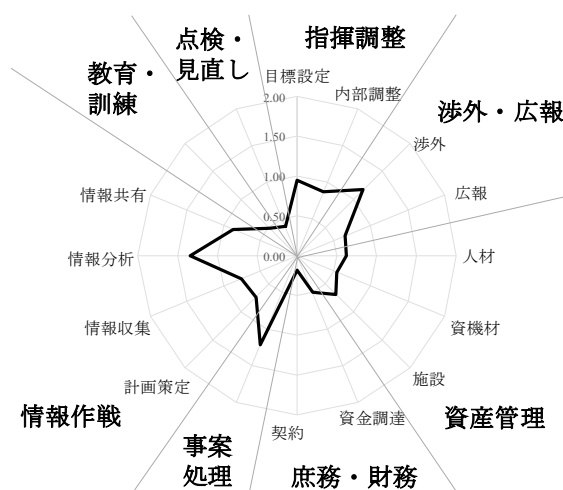 指揮調整
点検・
見直し
教育・
訓練
目標設定
内部調整
渉外・広報
渉外
広報
人材
資機材
施設
資産管理
資金調達
契約
庶務・財務
事案
処理
計画策定
情報作戦
情報収集
情報分析
情報共有
2.00
1.50
1.00
0.50
0.00